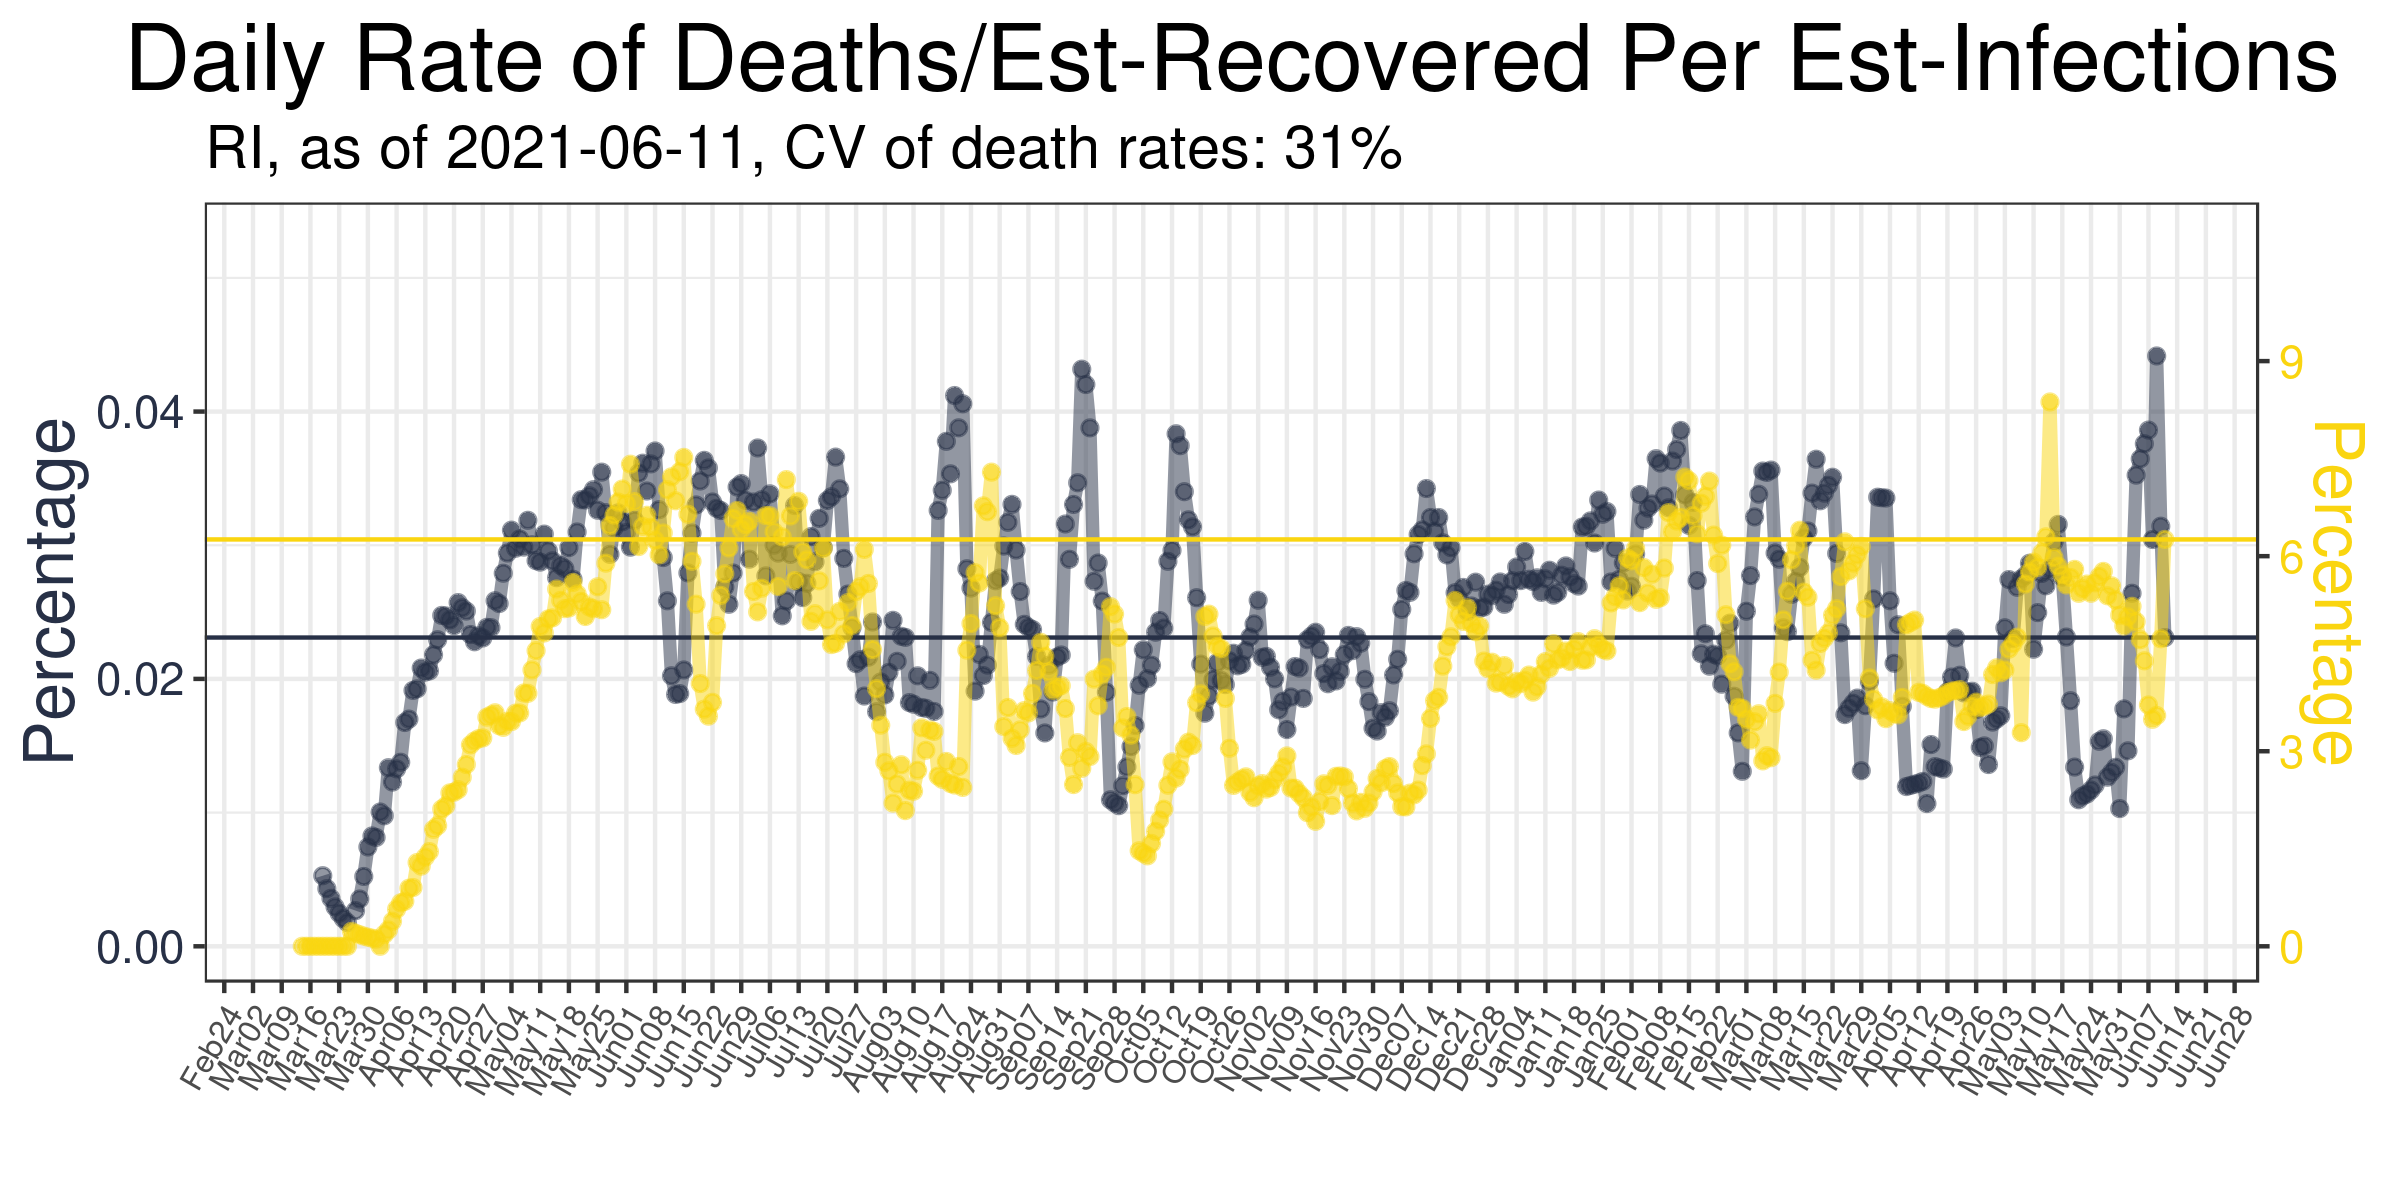 Daily Rate of Deaths/Est-Recovered Per Est-Infections
RI, as of 2021-06-11, CV of death rates: 31%
Percentage
0.04
0.02
0.00
9
6
3
0
Percentage
Feb24
Mar02
Mar09
Mar16
Mar23
Mar30
Apr06
Apr13
Apr20
Apr27
May04
May11
May18
May25
Jun01
Jun08
Jun15
Jun22
Jun29
Jul06
Jul13
Jul20
Jul27
Aug03
Aug10
Aug17
Aug24
Aug31
Sep07
Sep14
Sep21
Sep28
Oct05
Oct12
Oct19
Oct26
Nov02
Nov09
Nov16
Nov23
Nov30
Dec07
Dec14
Dec21
Dec28
Jan04
Jan11
Jan18
Jan25
Feb01
Feb08
Feb15
Feb22
Mar01
Mar08
Mar15
Mar22
Mar29
Apr05
Apr12
Apr19
Apr26
May03
May10
May17
May24
May31
Jun07
Jun14
Jun21
Jun28